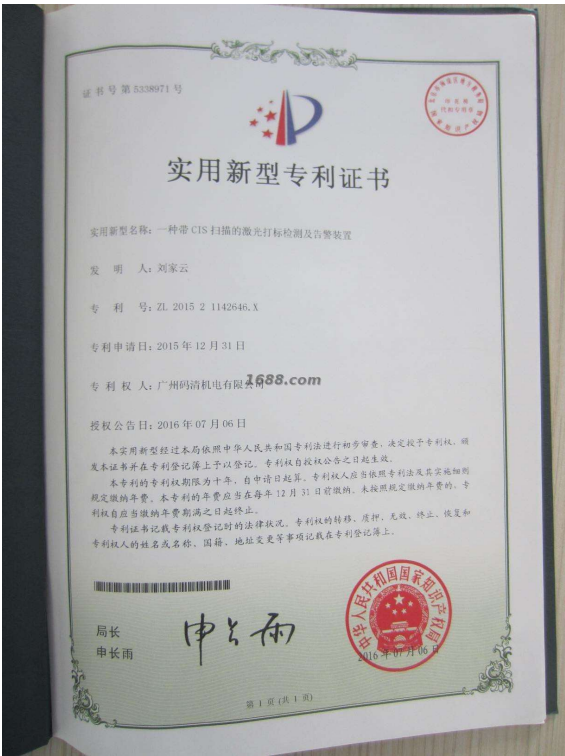 证书号第5338971号
实用新型专利证书
实用新型名称：一种带CIS扫描的激光打标检测及告警装置
发明人：刘家云
专利号：ZL 2015 2 1142646.X
专利申请日：2015年12月31日
专利权人：广州码清机电有限公司
1688.com
授权公告日：2016年07月06日
本实用新型经过本局依照中华人民共和国专利法进行初步审查，决定授予专利权，颁
发本证书并在专利登记簿上予以登记。专利权自授权公告之日起生效。
本专利的专利权期限为十年，自申请日起算。专利权人应当依照专利法及其实施细则
规定缴纳年费。本专利的年费应当在每年12月31日前缴纳。未按照规定缴纳年费的，专
利权自应当缴纳年费期满之日起终止。
专利证书记载专利权登记时的法律状况。专利权的转移、质押、无效、终止、恢复和
专利权人的姓名或名称、国籍、地址变更等事项记载在专利登记簿上。
局长
申长雨
申长雨
中华人民共和国国家知识产权局
2016年07月06日
第1页(共1页)